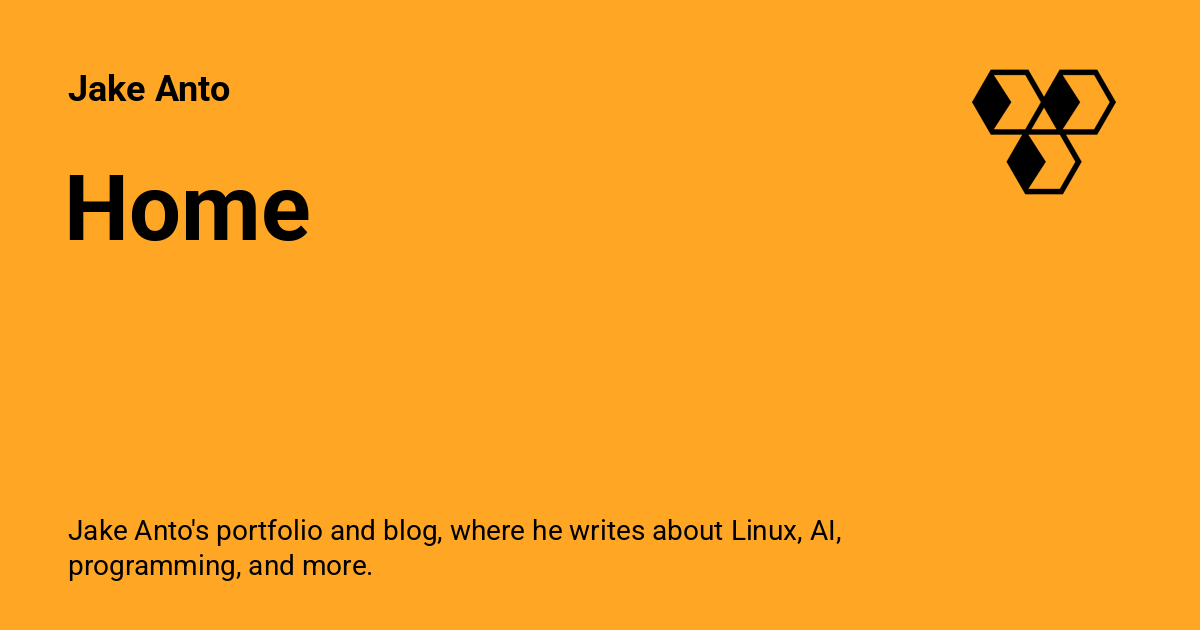 Jake Anto
Home
Jake Anto's portfolio and blog, where he writes about Linux, AI,
programming, and more.